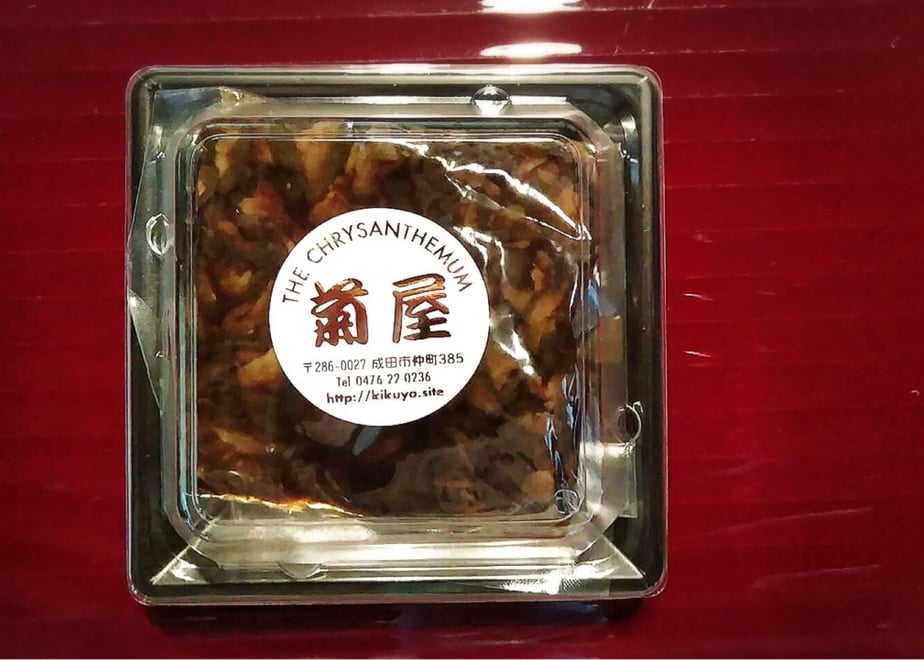 THE CHRYSANTHEMUM
菊屋
〒286-0027 成田市仲町385
Tel 0476 22-0236
http://kikuya.site